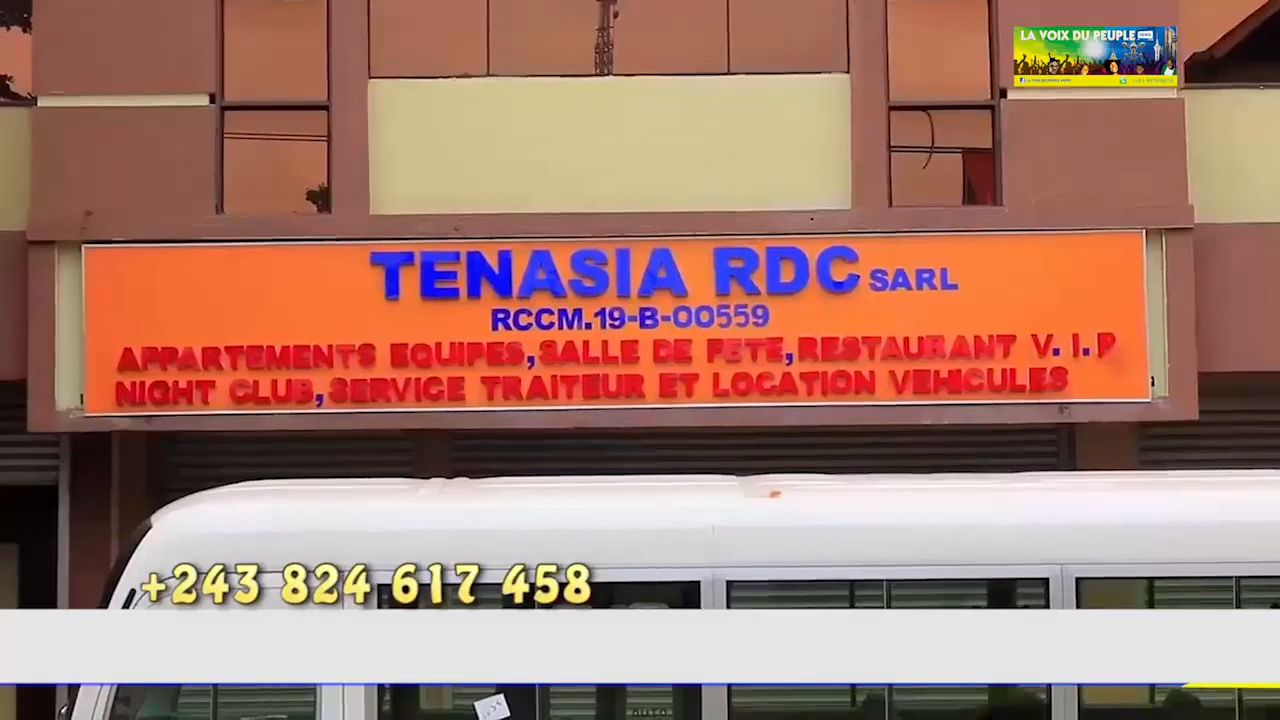 LA VOIX DU PEUPLE
TENASIA RDC SARL
RCCM.19-B-00559
APPARTEMENTS EQUIPES,SALLE DE FETE,RESTAURANT V.I.P
NIGHT CLUB,SERVICE TRAITEUR ET LOCATION VEHICULES
+243 824 617 458